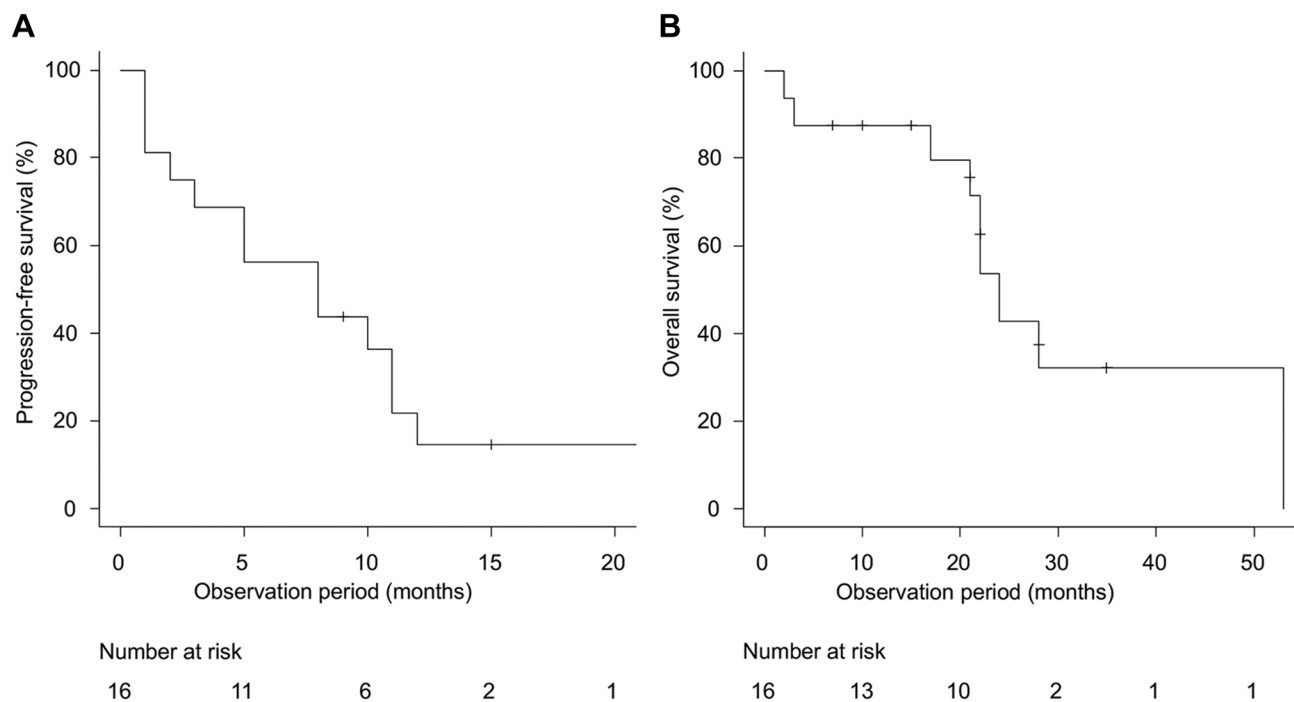 A
Progression-free survival (%)
100
80
60
40
20
0
0 5 10 15 20
Observation period (months)
Number at risk
16 11 6 2 1
B
Overall survival (%)
100
80
60
40
20
0
0 10 20 30 40 50
Observation period (months)
Number at risk
16 13 10 2 1 1